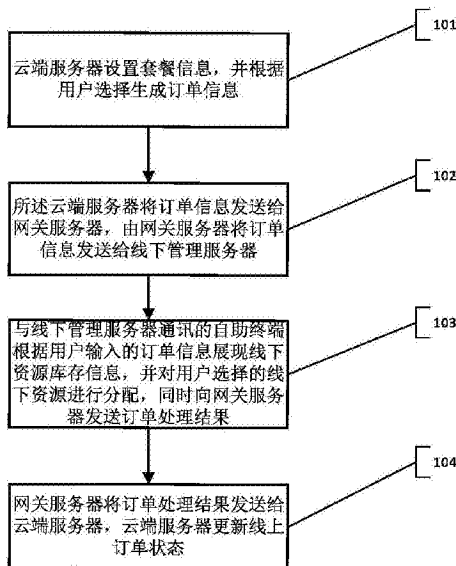 101
云端服务器设置套餐信息，并根据
用户选择生成订单信息
102
所述云端服务器将订单信息发送给
网关服务器，由网关服务器将订单
信息发送给线下管理服务器
103
与线下管理服务器通讯的自助终端
根据用户输入的订单信息展现线下
资源库存信息，并对用户选择的线
下资源进行分配，同时向网关服务
器发送订单处理结果
104
网关服务器将订单处理结果发送给
云端服务器，云端服务器更新线上
订单状态